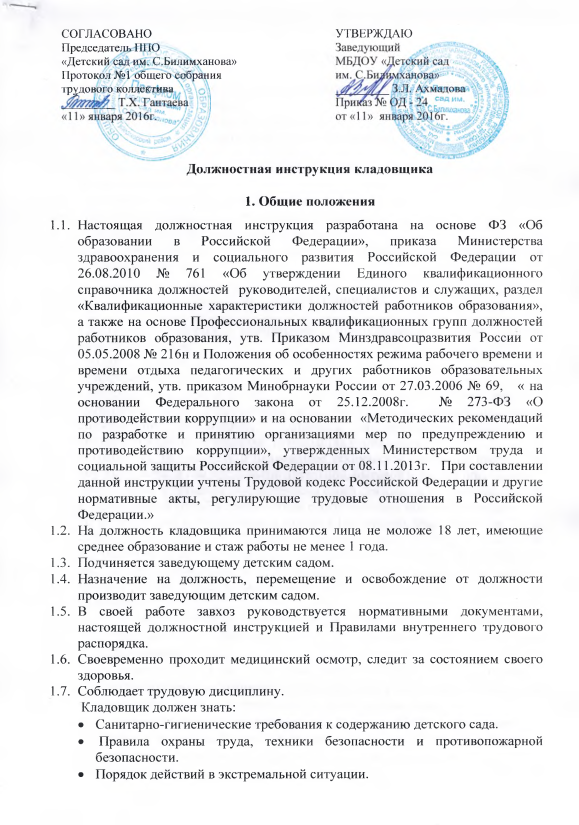 СОГЛАСОВАНО
Председатель ППО
«Детский сад им. С.Билимханова»
Протокол №1 общего собрания
трудового коллектива
Т.Х. Гантаева
«11» января 2016г.
УТВЕРЖДАЮ
Заведующий
МБДОУ «Детский сад
им. С.Билимханова»
З.Л. Ахмадова
Приказ № ОД - 24
от «11» января 2016г.
Должностная инструкция кладовщика
1. Общие положения
1.1. Настоящая должностная инструкция разработана на основе ФЗ «Об
образовании в Российской Федерации», приказа Министерства
здравоохранения и социального развития Российской Федерации от
26.08.2010 № 761 «Об утверждении Единого квалификационного
справочника должностей руководителей, специалистов и служащих, раздел
«Квалификационные характеристики должностей работников образования»,
а также на основе Профессиональных квалификационных групп должностей
работников образования, утв. Приказом Минздравсоцразвития России от
05.05.2008 № 216н и Положения об особенностях режима рабочего времени и
времени отдыха педагогических и других работников образовательных
учреждений, утв. приказом Минобрнауки России от 27.03.2006 № 69, « на
основании Федерального закона от 25.12.2008г. № 273-ФЗ «О
противодействии коррупции» и на основании «Методических рекомендаций
по разработке и принятию организациями мер по предупреждению и
противодействию коррупции», утвержденных Министерством труда и
социальной защиты Российской Федерации от 08.11.2013г. При составлении
данной инструкции учтены Трудовой кодекс Российской Федерации и другие
нормативные акты, регулирующие трудовые отношения в Российской
Федерации.»
1.2. На должность кладовщика принимаются лица не моложе 18 лет, имеющие
среднее образование и стаж работы не менее 1 года.
1.3. Подчиняется заведующему детским садом.
1.4. Назначение на должность, перемещение и освобождение от должности
производит заведующим детским садом.
1.5. В своей работе завхоз руководствуется нормативными документами,
настоящей должностной инструкцией и Правилами внутреннего трудового
распорядка.
1.6. Своевременно проходит медицинский осмотр, следит за состоянием своего
здоровья.
1.7. Соблюдает трудовую дисциплину.
Кладовщик должен знать:
• Санитарно-гигиенические требования к содержанию детского сада.
• Правила охраны труда, техники безопасности и противопожарной
безопасности.
• Порядок действий в экстремальной ситуации.